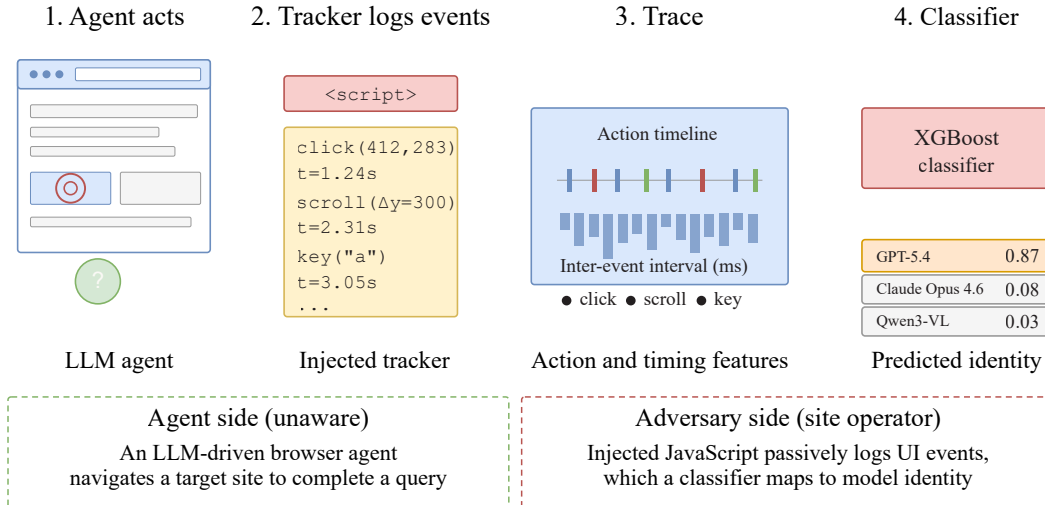 1. Agent acts
2. Tracker logs events
3. Trace
4. Classifier
?
<script>
click(412,283)
t=1.24s
scroll(Δy=300)
t=2.31s
key("a")
t=3.05s
...
Action timeline
Inter-event interval (ms)
click scroll key
XGBoost
classifier
GPT-5.4 0.87
Claude Opus 4.6 0.08
Qwen3-VL 0.03
LLM agent
Injected tracker
Action and timing features
Predicted identity
Agent side (unaware)
An LLM-driven browser agent
navigates a target site to complete a query
Adversary side (site operator)
Injected JavaScript passively logs UI events,
which a classifier maps to model identity